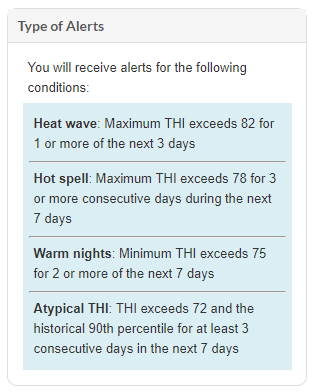 Type of Alerts
You will receive alerts for the following
conditions:
Heat wave: Maximum THI exceeds 82 for
1 or more of the next 3 days
Hot spell: Maximum THI exceeds 78 for 3
or more consecutive days during the next
7 days
Warm nights: Minimum THI exceeds 75
for 2 or more of the next 7 days
Atypical THI: THI exceeds 72 and the
historical 90th percentile for at least 3
consecutive days in the next 7 days